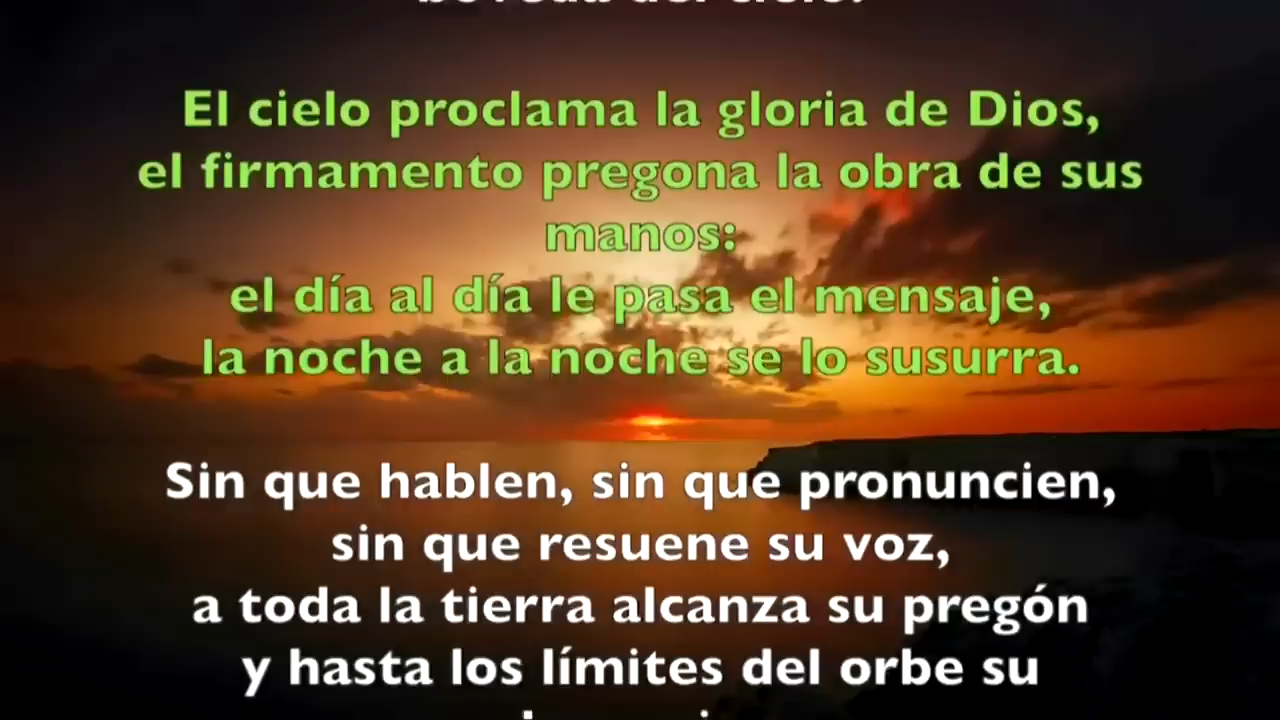 El cielo proclama la gloria de Dios,
el firmamento pregona la obra de sus
manos:
el día al día le pasa el mensaje,
la noche a la noche se lo susurra.
Sin que hablen, sin que pronuncien,
sin que resuene su voz,
a toda la tierra alcanza su pregón
y hasta los límites del orbe su